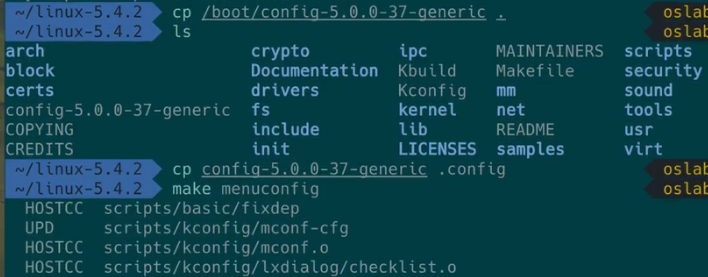 ~/linux-5.4.2 cp /boot/config-5.0.0-37-generic . oslab
~/linux-5.4.2 ls oslab
arch crypto ipc MAINTAINERS scripts
block Documentation Kbuild Makefile security
certs drivers Kconfig mm sound
config-5.0.0-37-generic fs kernel net tools
COPYING include lib README usr
CREDITS init LICENSES samples virt
~/linux-5.4.2 cp config-5.0.0-37-generic .config oslab
~/linux-5.4.2 make menuconfig oslab
HOSTCC scripts/basic/fixdep
UPD scripts/kconfig/mconf-cfg
HOSTCC scripts/kconfig/mconf.o
HOSTCC scripts/kconfig/lxdialog/checklist.o